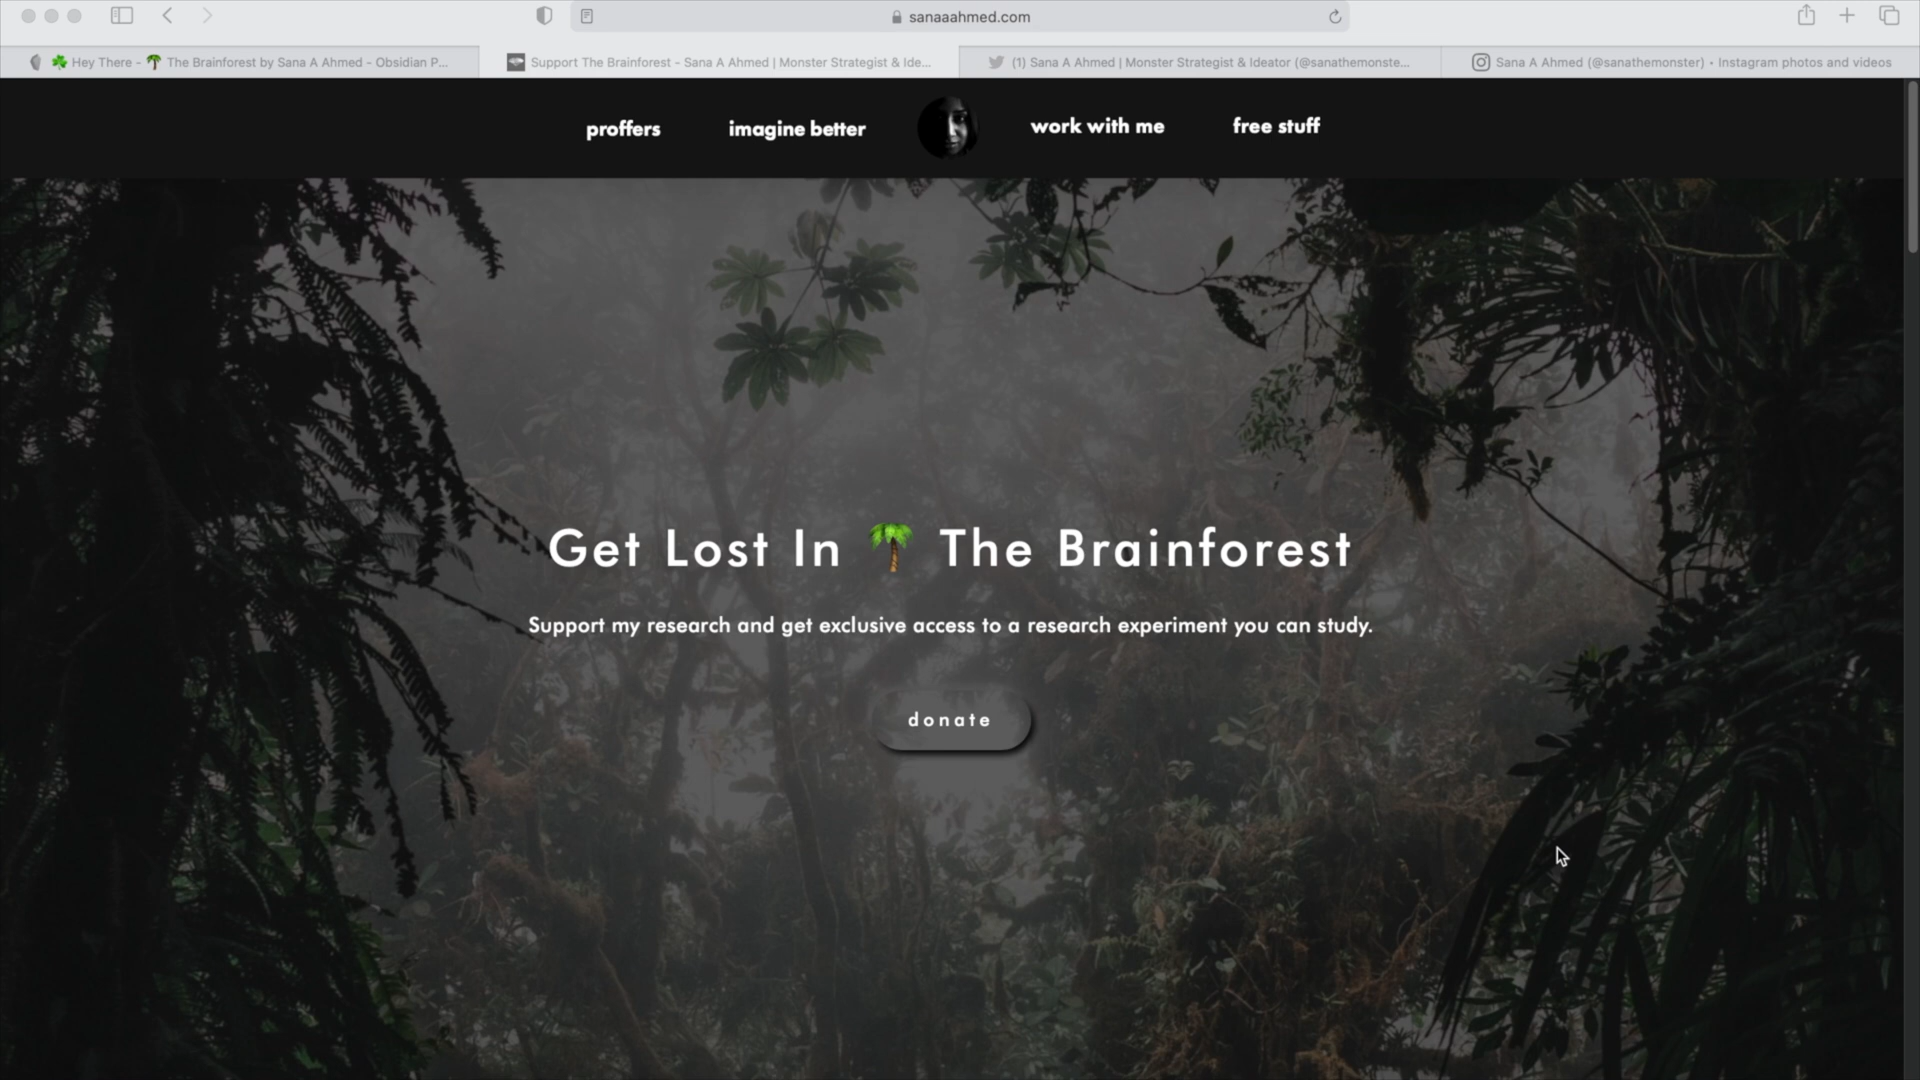 sanaaahmed.com
☘️ Hey There - 🌴 The Brainforest by Sana A Ahmed - Obsidian P...
Support The Brainforest - Sana A Ahmed | Monster Strategist & Ide...
(1) Sana A Ahmed | Monster Strategist & Ideator (@sanathemonste...
Sana A Ahmed (@sanathemonster) • Instagram photos and videos
proffers
imagine better
work with me
free stuff
Get Lost In 🌴 The Brainforest
Support my research and get exclusive access to a research experiment you can study.
donate